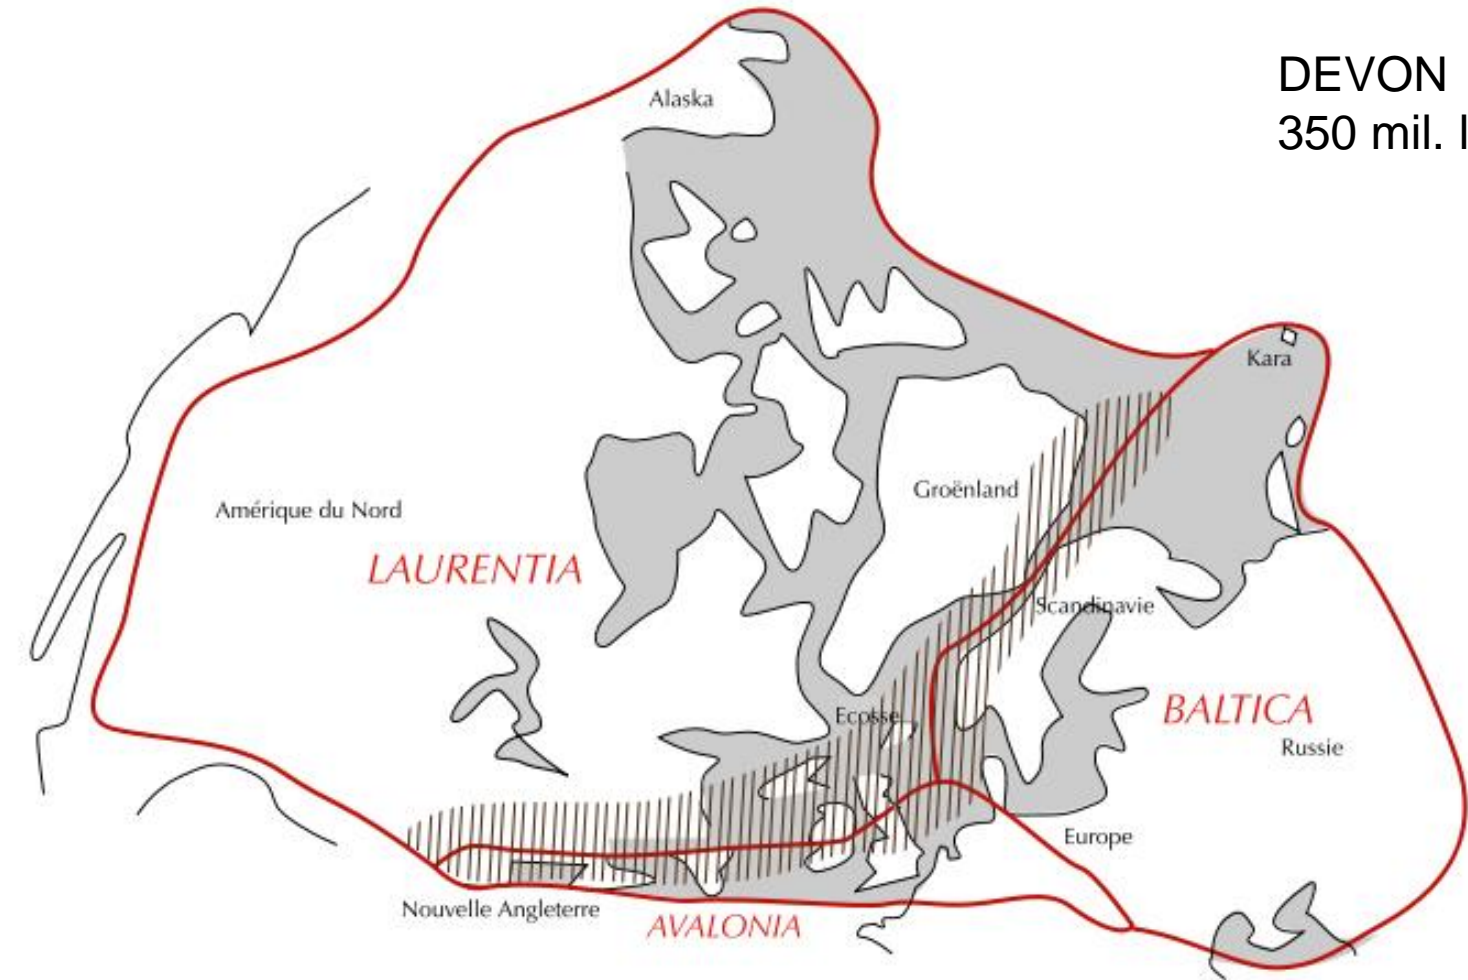 DEVON
350 mil. l
Alaska
Kara
Groënland
Amérique du Nord
LAURENTIA
Scandinavie
BALTICA
Ecosse
Russie
Europe
Nouvelle Angleterre
AVALONIA